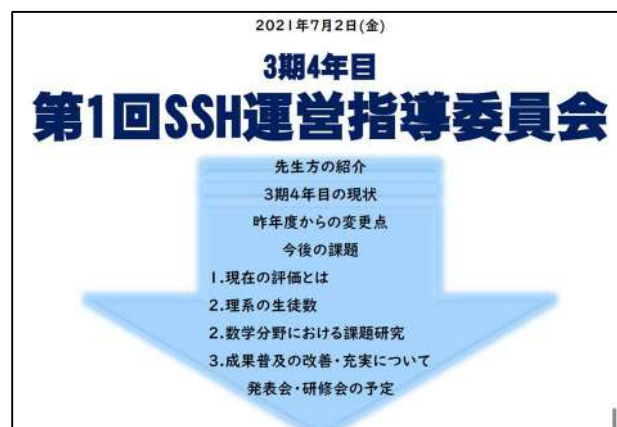 2021年7月2日(金)
3期4年目
第1回SSH運営指導委員会
先生方の紹介
3期4年目の現状
昨年度からの変更点
今後の課題
1.現在の評価とは
2.理系の生徒数
2.数学分野における課題研究
3.成果普及の改善・充実について
発表会・研修会の予定